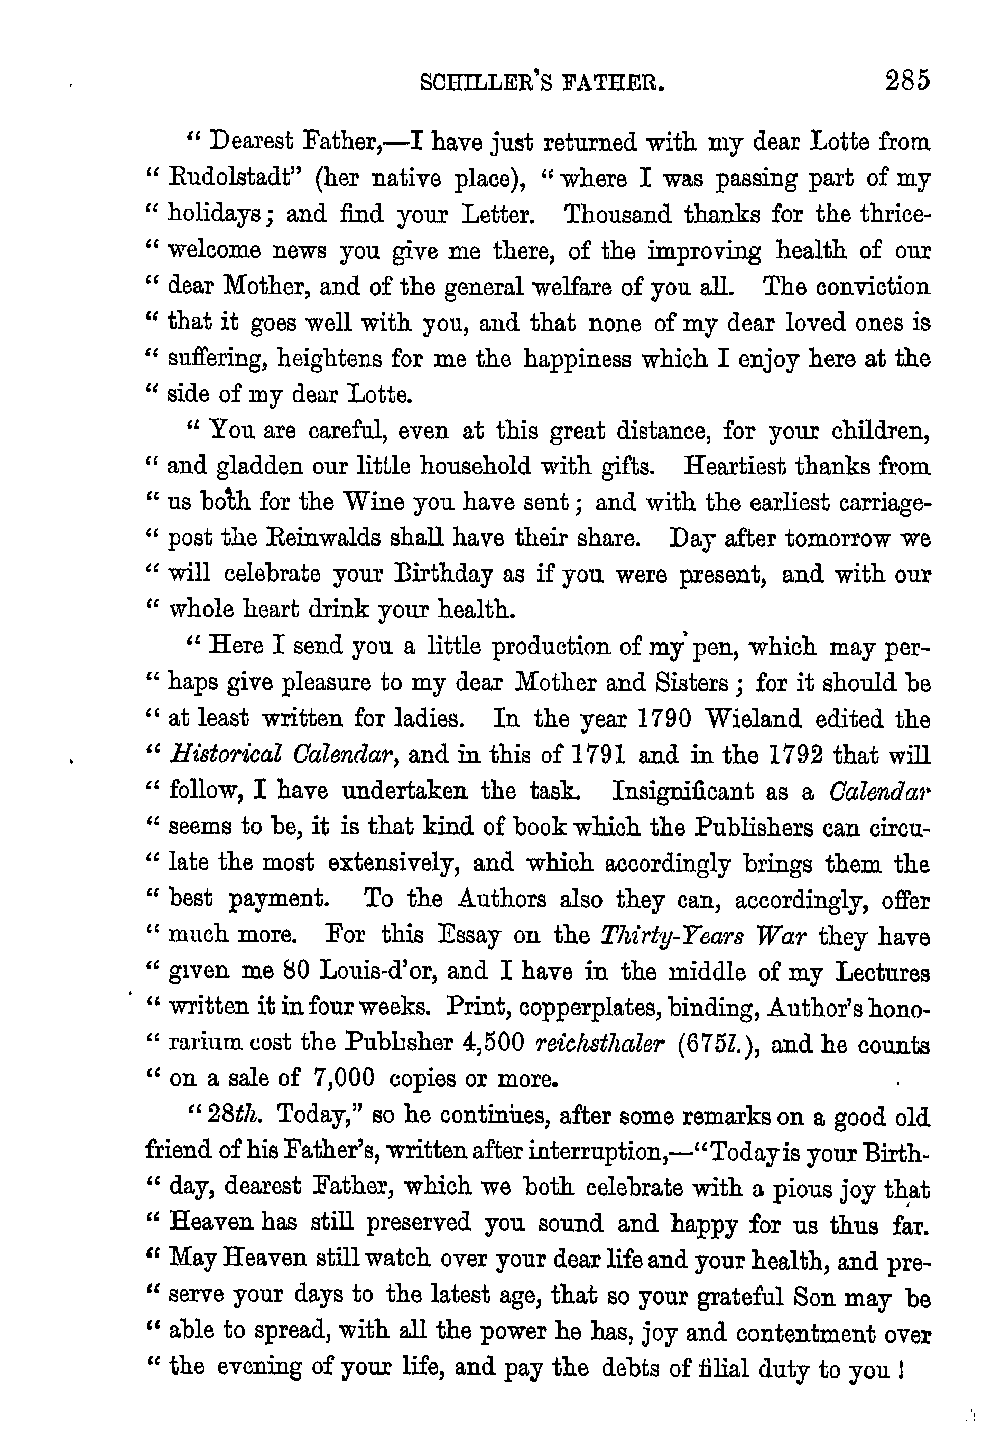 SCHILLER'S FATHER. 285
“ Dearest Father,—I have just returned with my dear Lotte from
“ Rudolstadt” (her native place), “ where I was passing part of my
“ holidays; and find your Letter. Thousand thanks for the thrice-
“ welcome news you give me there, of the improving health of our
“ dear Mother, and of the general welfare of you all. The conviction
“ that it goes well with you, and that none of my dear loved ones is
“ suffering, heightens for me the happiness which I enjoy here at the
“ side of my dear Lotte.
“ You are careful, even at this great distance, for your children,
“ and gladden our little household with gifts. Heartiest thanks from
“ us both for the Wine you have sent; and with the earliest carriage-
“ post the Reinwalds shall have their share. Day after tomorrow we
“ will celebrate your Birthday as if you were present, and with our
“ whole heart drink your health.
“ Here I send you a little production of my pen, which may per-
“ haps give pleasure to my dear Mother and Sisters; for it should be
“ at least written for ladies. In the year 1790 Wieland edited the
“ Historical Calendar, and in this of 1791 and in the 1792 that will
“ follow, I have undertaken the task. Insignificant as a Calendar
“ seems to be, it is that kind of book which the Publishers can circu-
“ late the most extensively, and which accordingly brings them the
“ best payment. To the Authors also they can, accordingly, offer
“ much more. For this Essay on the Thirty-Years War they have
“ given me 80 Louis-d'or, and I have in the middle of my Lectures
“ written it in four weeks. Print, copperplates, binding, Author's hono-
“ rarium cost the Publisher 4,500 reichsthaler (675l.), and he counts
“ on a sale of 7,000 copies or more.
“ 28th. Today,” so he continues, after some remarks on a good old
friend of his Father's, written after interruption,—“Today is your Birth-
“ day, dearest Father, which we both celebrate with a pious joy that
“ Heaven has still preserved you sound and happy for us thus far.
“ May Heaven still watch over your dear life and your health, and pre-
“ serve your days to the latest age, that so your grateful Son may be
“ able to spread, with all the power he has, joy and contentment over
“ the evening of your life, and pay the debts of filial duty to you!